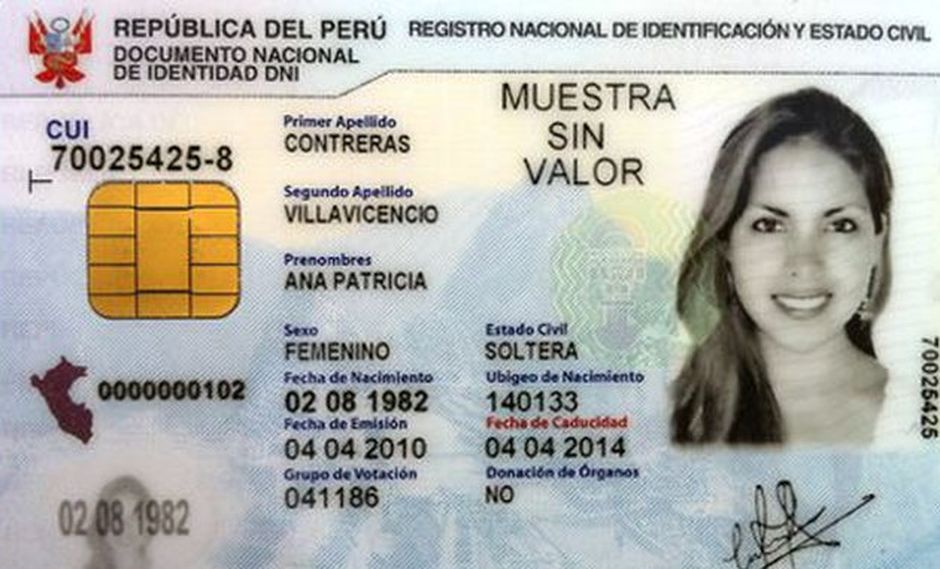 REPÚBLICA DEL PERÚ
REGISTRO NACIONAL DE IDENTIFICACIÓN Y ESTADO CIVIL
DOCUMENTO NACIONAL
DE IDENTIDAD DNI
MUESTRA
SIN
VALOR
CUI
70025425-8
Primer Apellido
CONTRERAS
Segundo Apellido
VILLAVICENCIO
Prenombres
ANA PATRICIA
Sexo
FEMENINO
Estado Civil
SOLTERA
Fecha de Nacimiento
02 08 1982
Ubigeo de Nacimiento
140133
0000000102
Fecha de Emisión
04 04 2010
Fecha de Caducidad
04 04 2014
Grupo de Votación
041186
Donación de Órganos
NO
02 08 1982
70025425